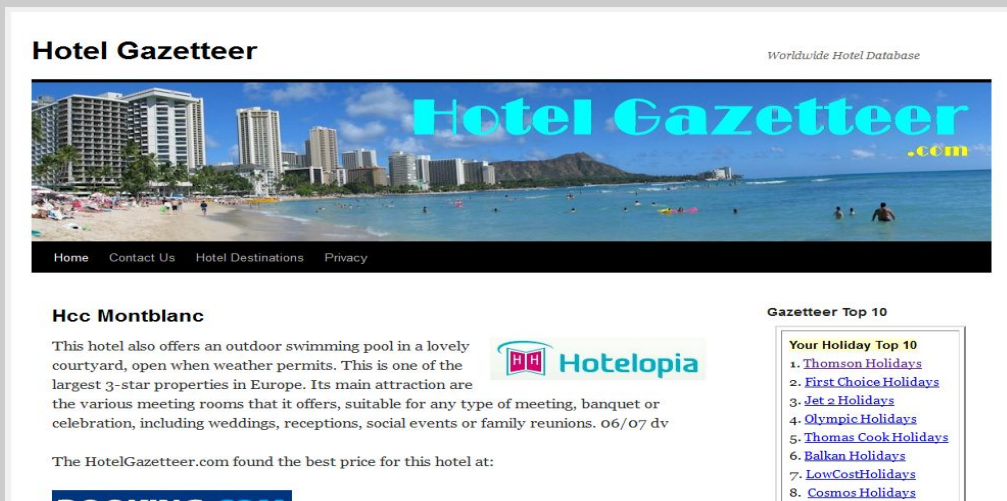 Hotel Gazetteer
Worldwide Hotel Database
Hotel Gazetteer
.com
Home Contact Us Hotel Destinations Privacy
Hcc Montblanc
This hotel also offers an outdoor swimming pool in a lovely
courtyard, open when weather permits. This is one of the
largest 3-star properties in Europe. Its main attraction are
the various meeting rooms that it offers, suitable for any type of meeting, banquet or
celebration, including weddings, receptions, social events or family reunions. 06/07 dv
HH Hotelopia
The HotelGazetteer.com found the best price for this hotel at:
BOOKING.COM
Gazetteer Top 10
Your Holiday Top 10
1. Thomson Holidays
2. First Choice Holidays
3. Jet 2 Holidays
4. Olympic Holidays
5. Thomas Cook Holidays
6. Balkan Holidays
7. LowCostHolidays
8. Cosmos Holidays